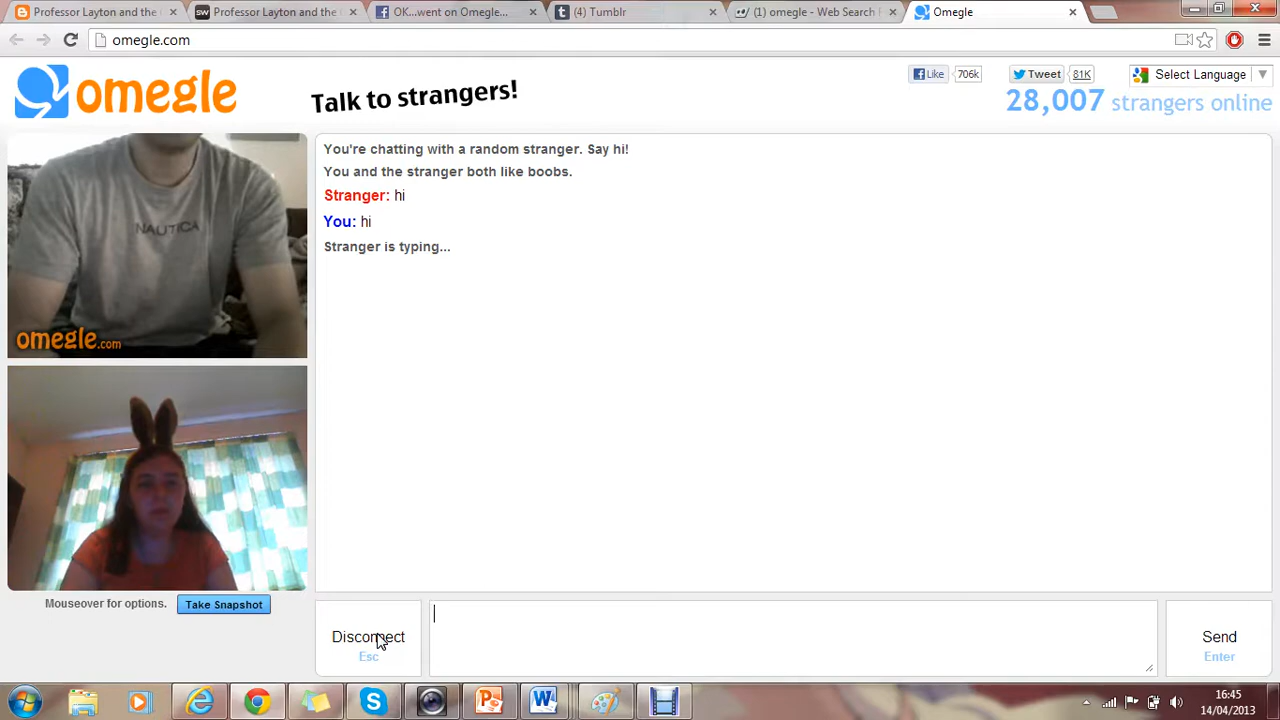 Professor Layton and the
Professor Layton and the
OK...went on Omegle...
(4) Tumblr
(1) omegle - Web Search
Omegle
omegle.com
omegle
Talk to strangers!
Like
706k
Tweet
81K
Select Language
28,007 strangers online
You're chatting with a random stranger. Say hi!
You and the stranger both like boobs.
Stranger: hi
You: hi
Stranger is typing...
NAUTICA
omegle.com
Mouseover for options.
Take Snapshot
Disconnect
Esc
Send
Enter
16:45
14/04/2013